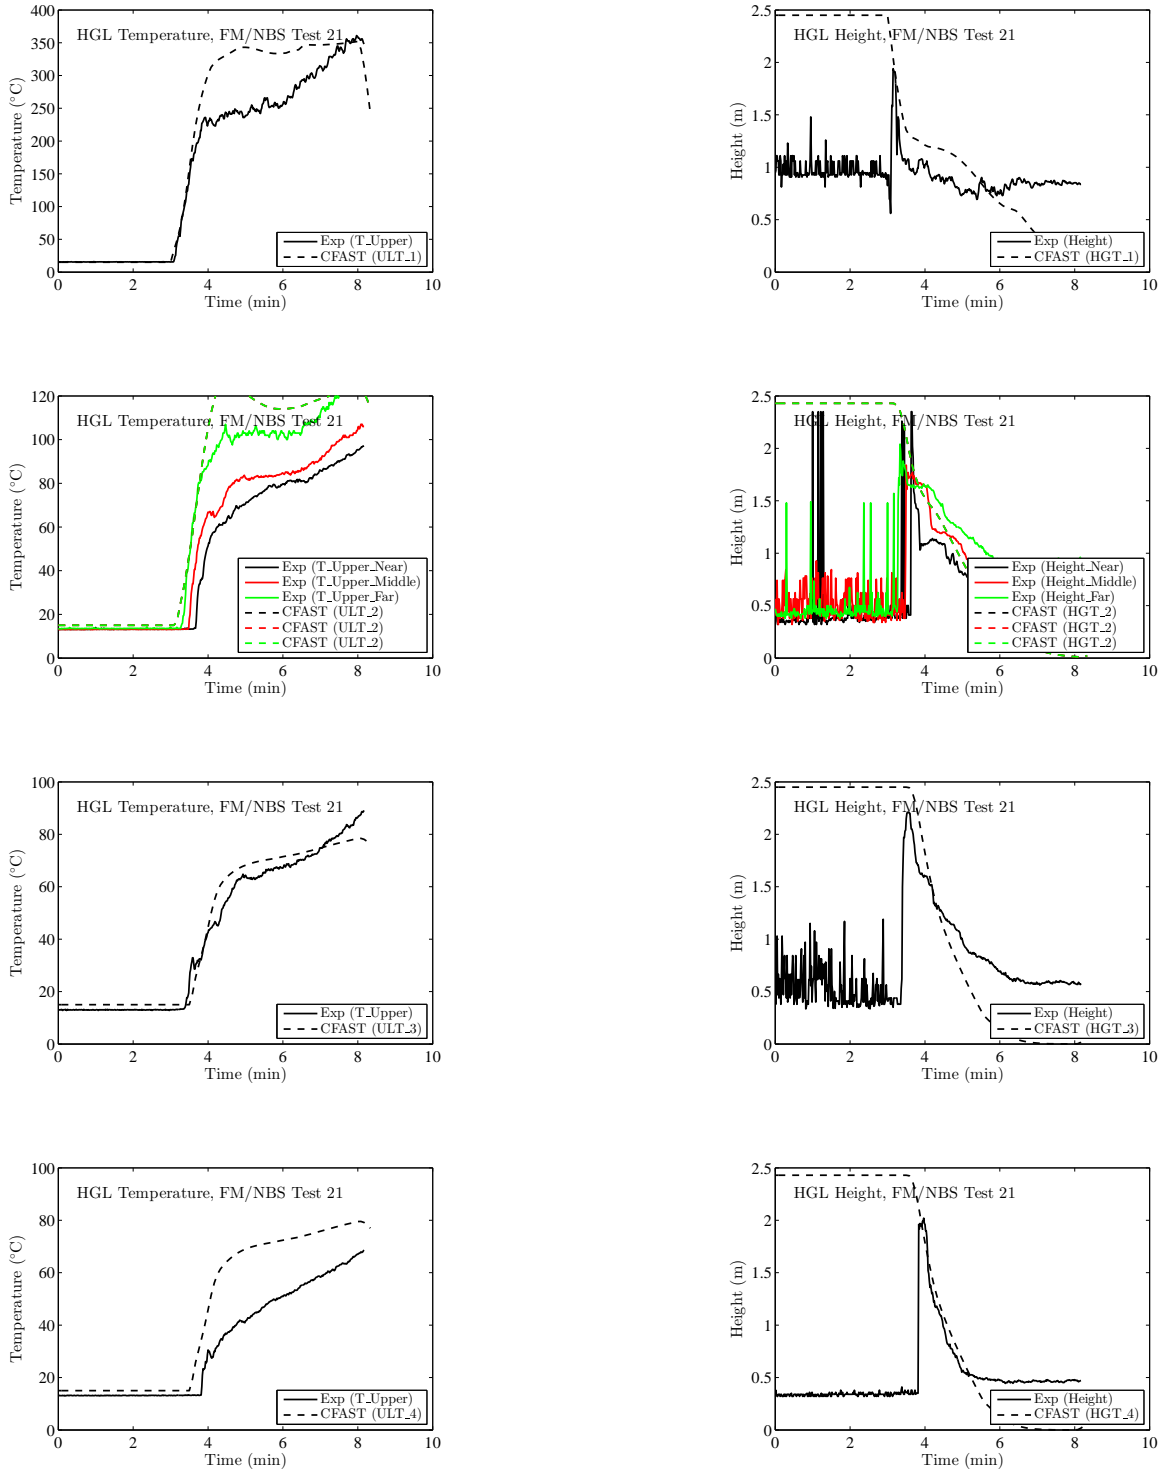 HGL Temperature, FM/NBS Test 21
Temperature (°C)
400
350
300
250
200
150
100
50
0
0 2 4 6 8 10
Time (min)
Exp (T_Upper)
CFAST (ULT_1)
HGL Height, FM/NBS Test 21
Height (m)
2.5
2
1.5
1
0.5
0
0 2 4 6 8 10
Time (min)
Exp (Height)
CFAST (HGT_1)
HGL Temperature, FM/NBS Test 21
Temperature (°C)
120
100
80
60
40
20
0
0 2 4 6 8 10
Time (min)
Exp (T_Upper_Near)
Exp (T_Upper_Middle)
Exp (T_Upper_Far)
CFAST (ULT_2)
CFAST (ULT_2)
CFAST (ULT_2)
HGL Height, FM/NBS Test 21
Height (m)
2.5
2
1.5
1
0.5
0
0 2 4 6 8 10
Time (min)
Exp (Height_Near)
Exp (Height_Middle)
Exp (Height_Far)
CFAST (HGT_2)
CFAST (HGT_2)
CFAST (HGT_2)
HGL Temperature, FM/NBS Test 21
Temperature (°C)
100
80
60
40
20
0
0 2 4 6 8 10
Time (min)
Exp (T_Upper)
CFAST (ULT_3)
HGL Height, FM/NBS Test 21
Height (m)
2.5
2
1.5
1
0.5
0
0 2 4 6 8 10
Time (min)
Exp (Height)
CFAST (HGT_3)
HGL Temperature, FM/NBS Test 21
Temperature (°C)
100
80
60
40
20
0
0 2 4 6 8 10
Time (min)
Exp (T_Upper)
CFAST (ULT_4)
HGL Height, FM/NBS Test 21
Height (m)
2.5
2
1.5
1
0.5
0
0 2 4 6 8 10
Time (min)
Exp (Height)
CFAST (HGT_4)